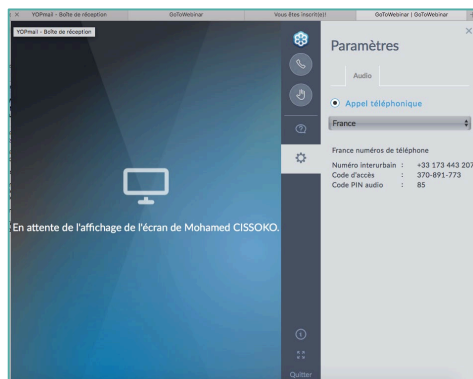 YOPmail - Boîte de réception
GoToWebinar
Vous êtes inscrit(e)!
GoToWebinar | GoToWebinar
YOPmail - Boîte de réception
En attente de l'affichage de l'écran de Mohamed CISSOKO.
Quitter
Paramètres
Audio
Appel téléphonique
France
France numéros de téléphone
Numéro interurbain : +33 173 443 207
Code d'accès : 370-891-773
Code PIN audio : 85